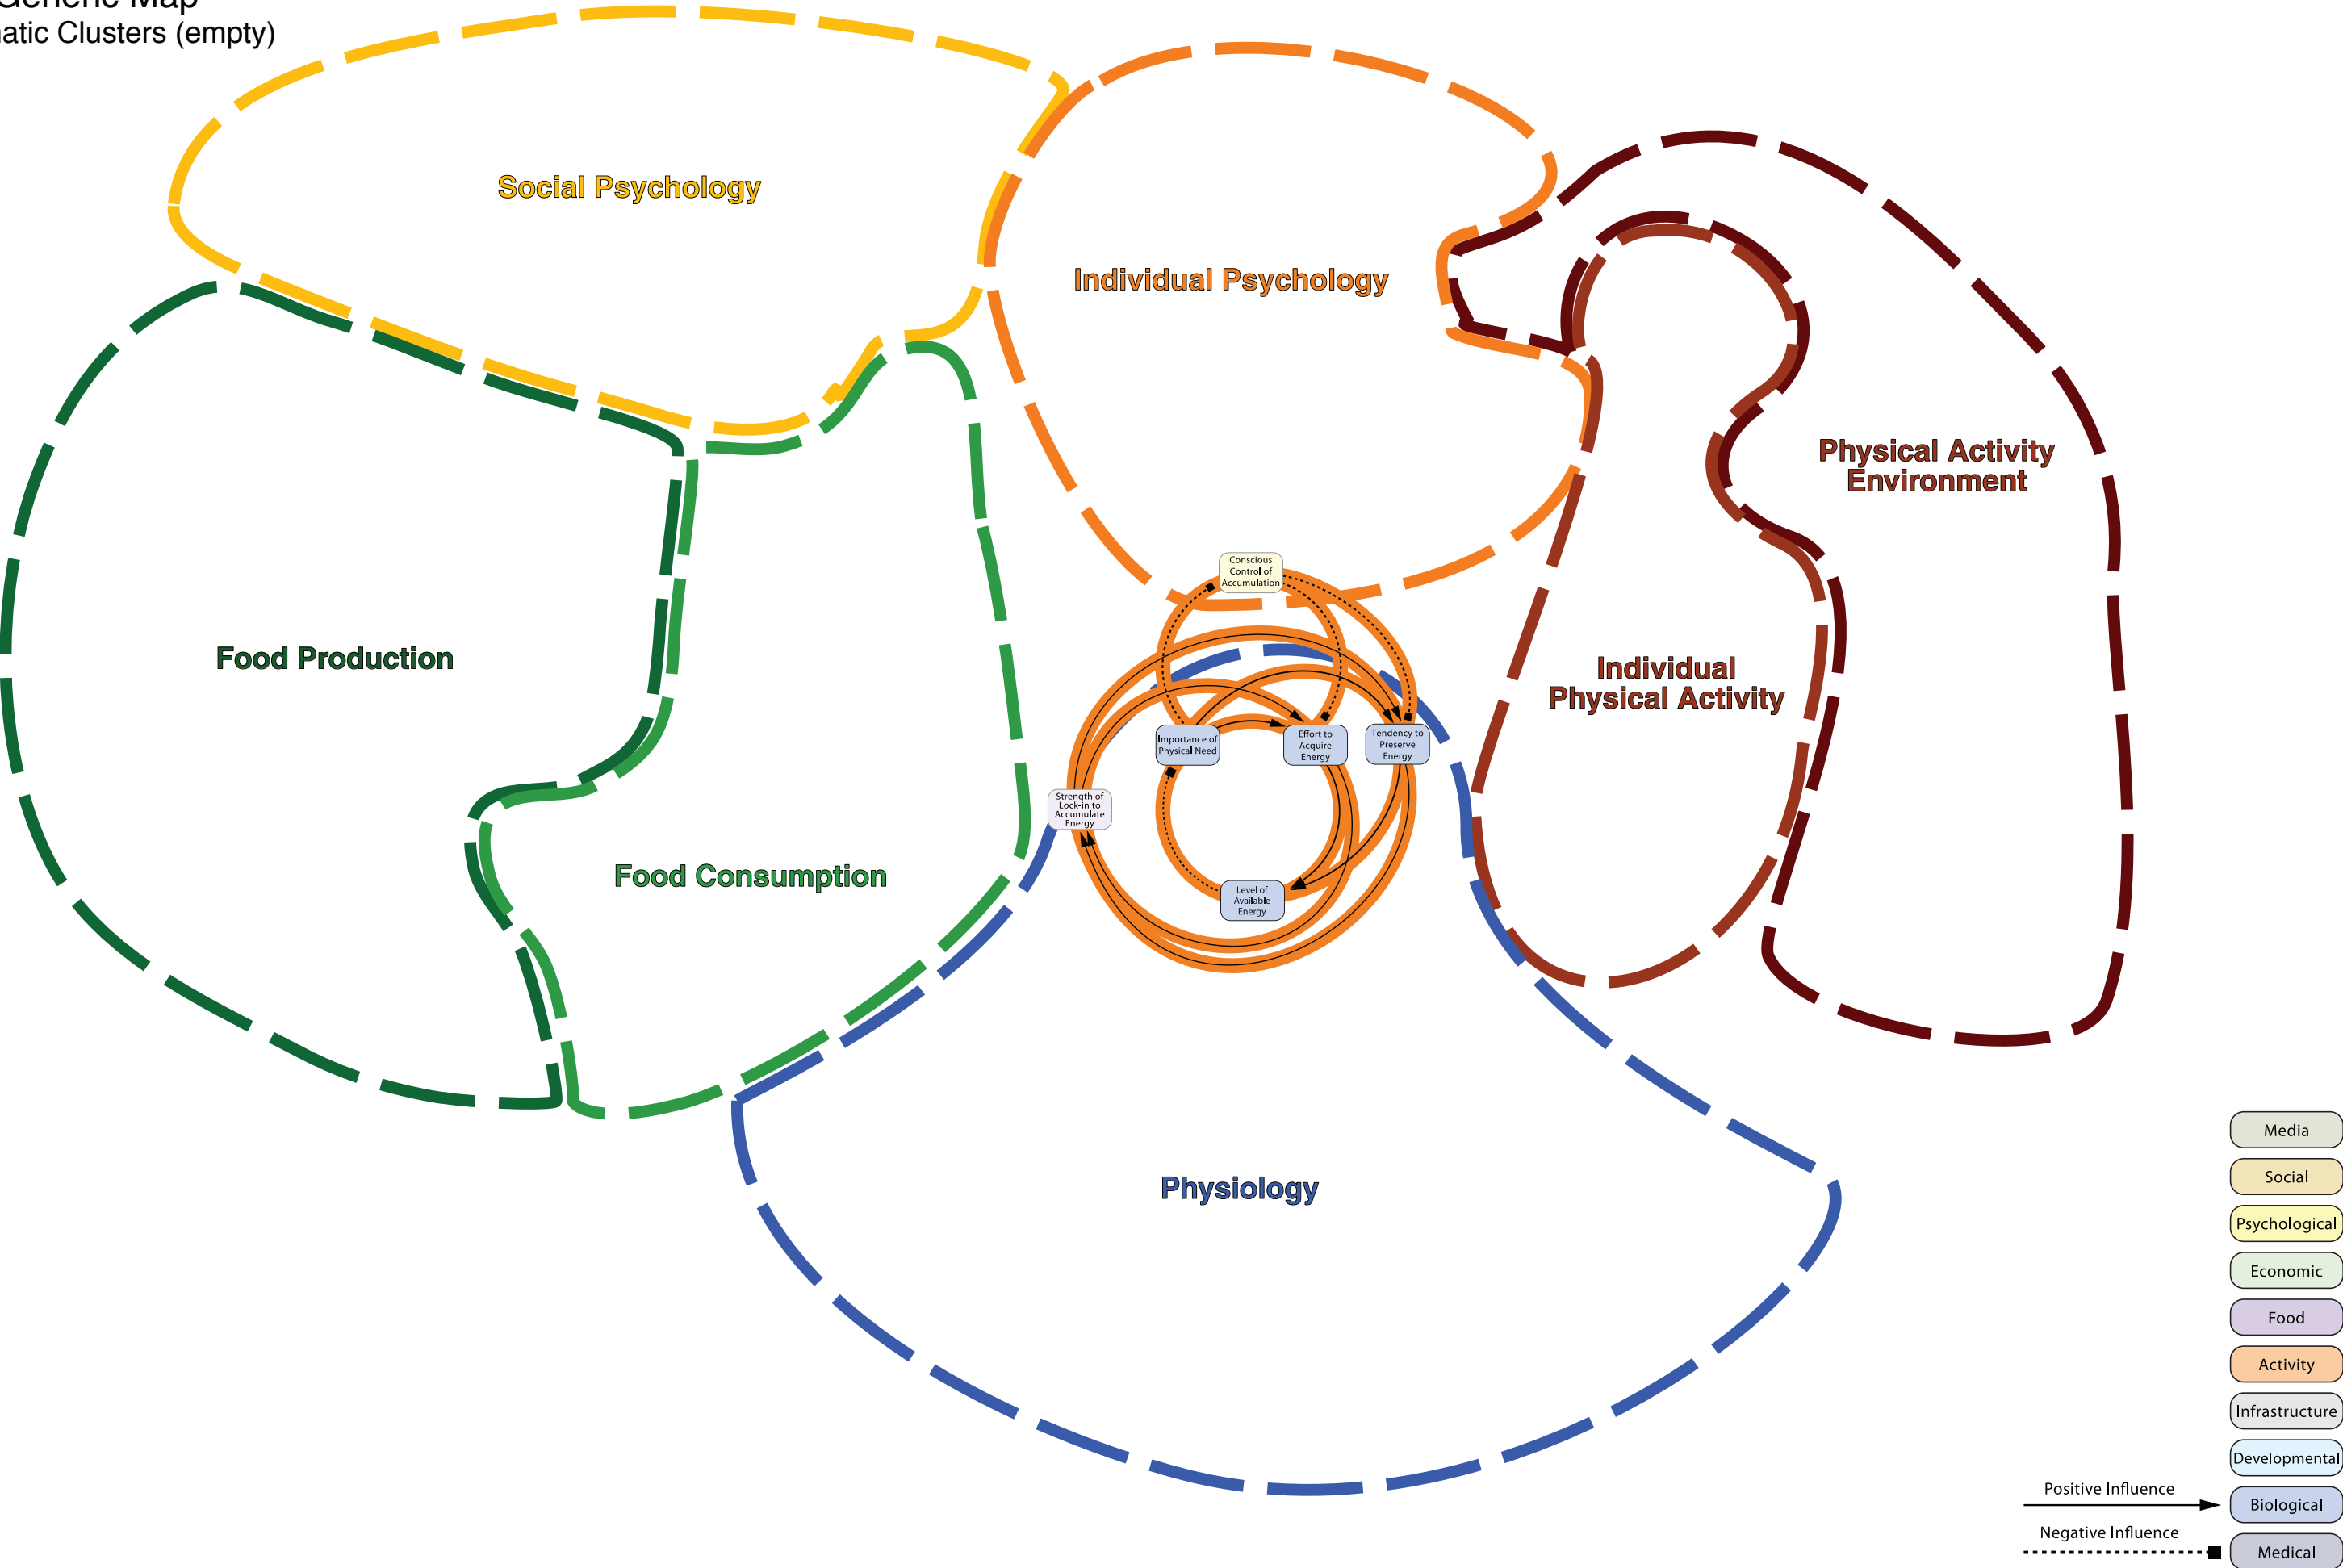 Generic Map
atic Clusters (empty)
Social Psychology
Individual Psychology
Physical Activity
Environment
Conscious
Control of
Accumulation
Food Production
Individual
Physical Activity
Importance of
Physical Need
Effort to
Acquire
Energy
Tendency to
Preserve
Energy
Strength of
Lock-in to
Accumulate
Energy
Food Consumption
Level of
Available
Energy
Physiology
Media
Social
Psychological
Economic
Food
Activity
Infrastructure
Developmental
Positive Influence
Biological
Negative Influence
Medical